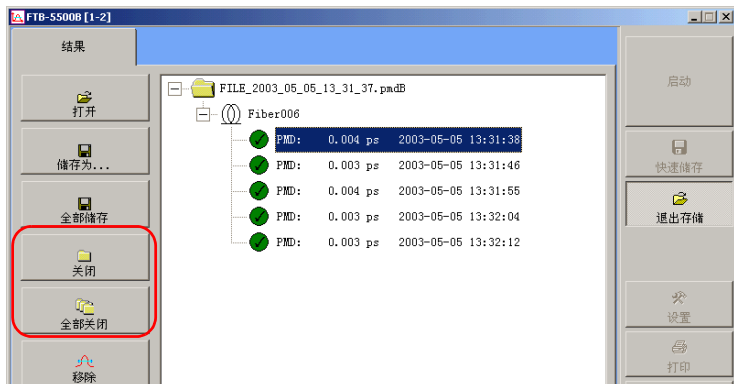 FTB-5500B [1-2]
结果
打开
储存为...
全部储存
关闭
全部关闭
移除
FILE_2003_05_05_13_31_37.pmdB
Fiber006
PMD: 0.004 ps 2003-05-05 13:31:38
PMD: 0.003 ps 2003-05-05 13:31:46
PMD: 0.004 ps 2003-05-05 13:31:55
PMD: 0.003 ps 2003-05-05 13:32:04
PMD: 0.003 ps 2003-05-05 13:32:12
启动
快速储存
退出存储
设置
打印